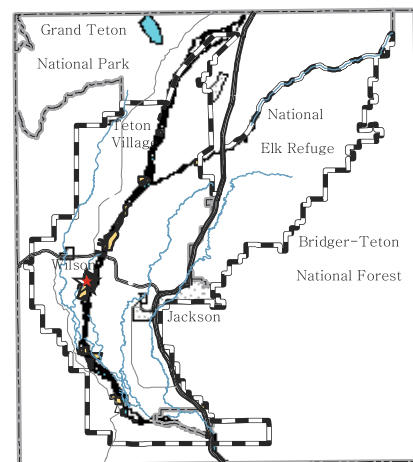 Grand Teton
National Park
Teton
Village
National
Elk Refuge
Bridger-Teton
National Forest
Wilson
Jackson